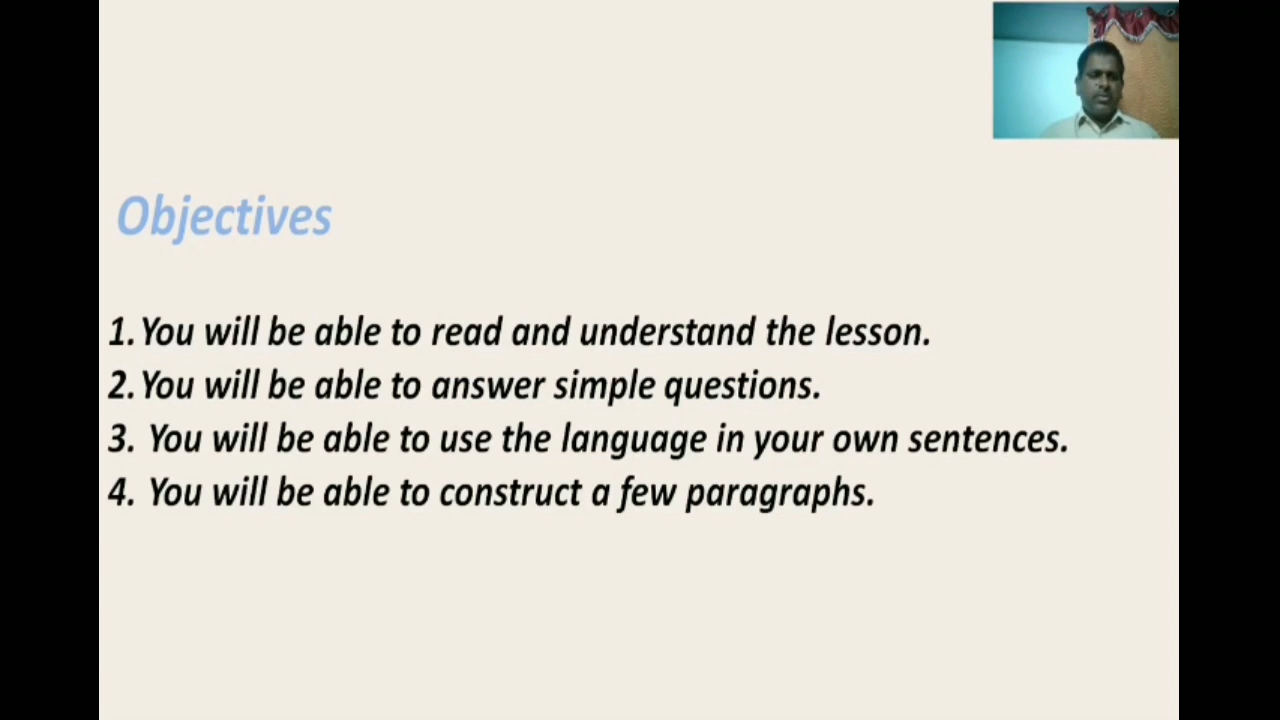 Objectives
1. You will be able to read and understand the lesson.
2. You will be able to answer simple questions.
3. You will be able to use the language in your own sentences.
4. You will be able to construct a few paragraphs.